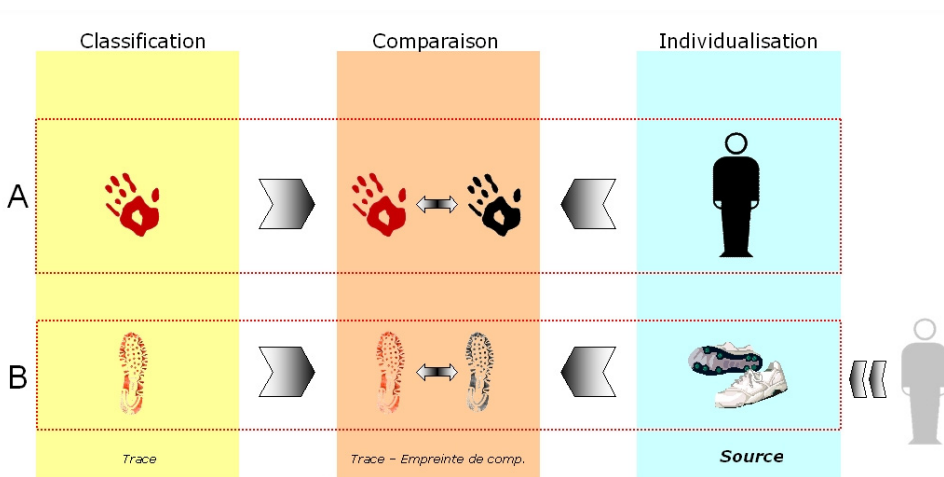 Classification
Comparaison
Individualisation
A
B
Trace
Trace – Empreinte de comp.
Source